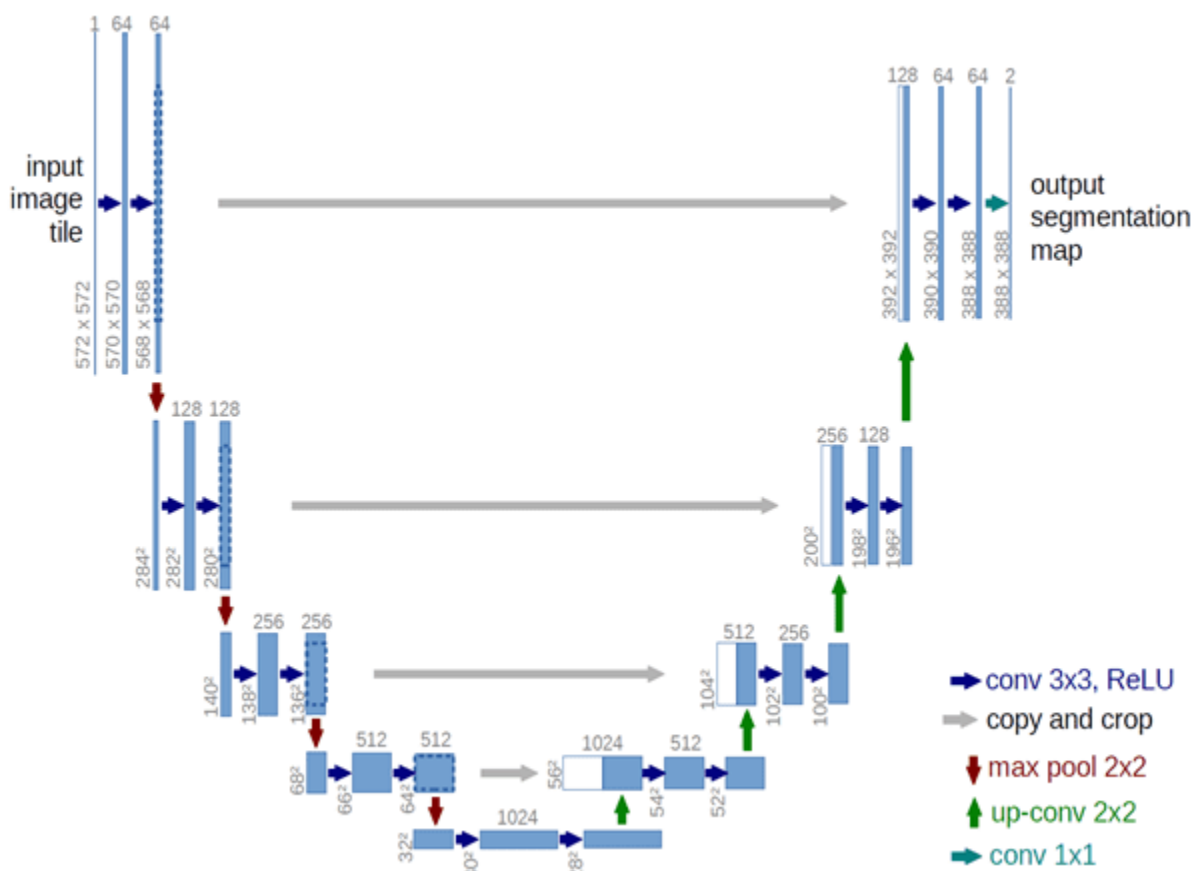 1 64 64
128 64 64 2
input
image
tile
output
segmentation
map
572 x 572
570 x 570
568 x 568
392 x 392
390 x 390
388 x 388
388 x 388
128 128
256 128
284²
282²
280²
200²
198²
196²
256 256
512 256
140²
138²
136²
104²
102²
100²
conv 3x3, ReLU
copy and crop
512 512
1024 512
68²
66²
64²
56²
54²
52²
max pool 2x2
up-conv 2x2
1024
32²
conv 1x1